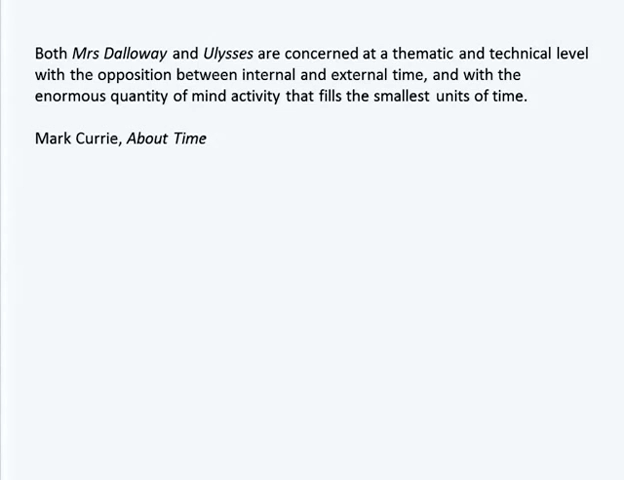 Both Mrs Dalloway and Ulysses are concerned at a thematic and technical level
with the opposition between internal and external time, and with the
enormous quantity of mind activity that fills the smallest units of time.
Mark Currie, About Time